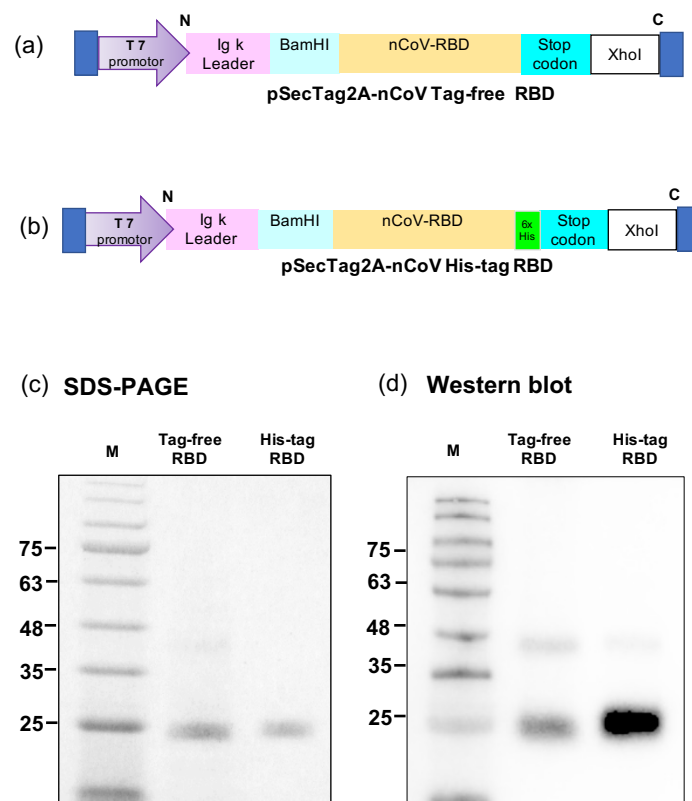 (a)
N
C
T 7
promotor
Ig k
Leader
BamHI
nCoV-RBD
Stop
codon
XhoI
pSecTag2A-nCoV Tag-free RBD
(b)
N
C
T 7
promotor
Ig k
Leader
BamHI
nCoV-RBD
6x
His
Stop
codon
XhoI
pSecTag2A-nCoV His-tag RBD
(c) SDS-PAGE
M
Tag-free
RBD
His-tag
RBD
75
63
48
35
25
(d) Western blot
M
Tag-free
RBD
His-tag
RBD
75
63
48
35
25